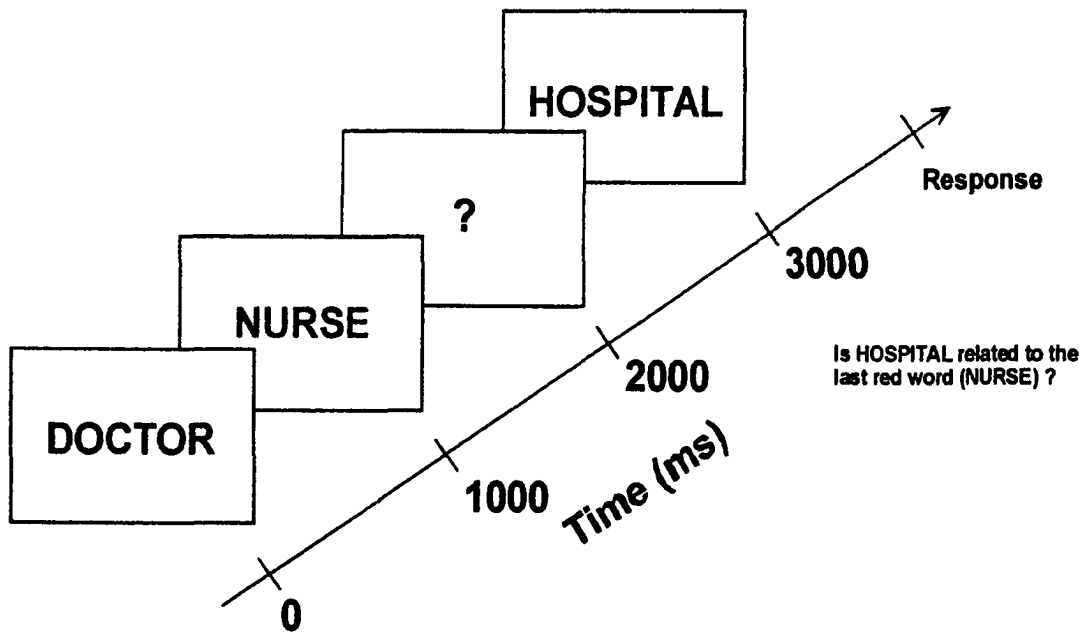 HOSPITAL
?
NURSE
DOCTOR
Response
3000
Is HOSPITAL related to the
last red word (NURSE) ?
2000
1000
Time (ms)
0